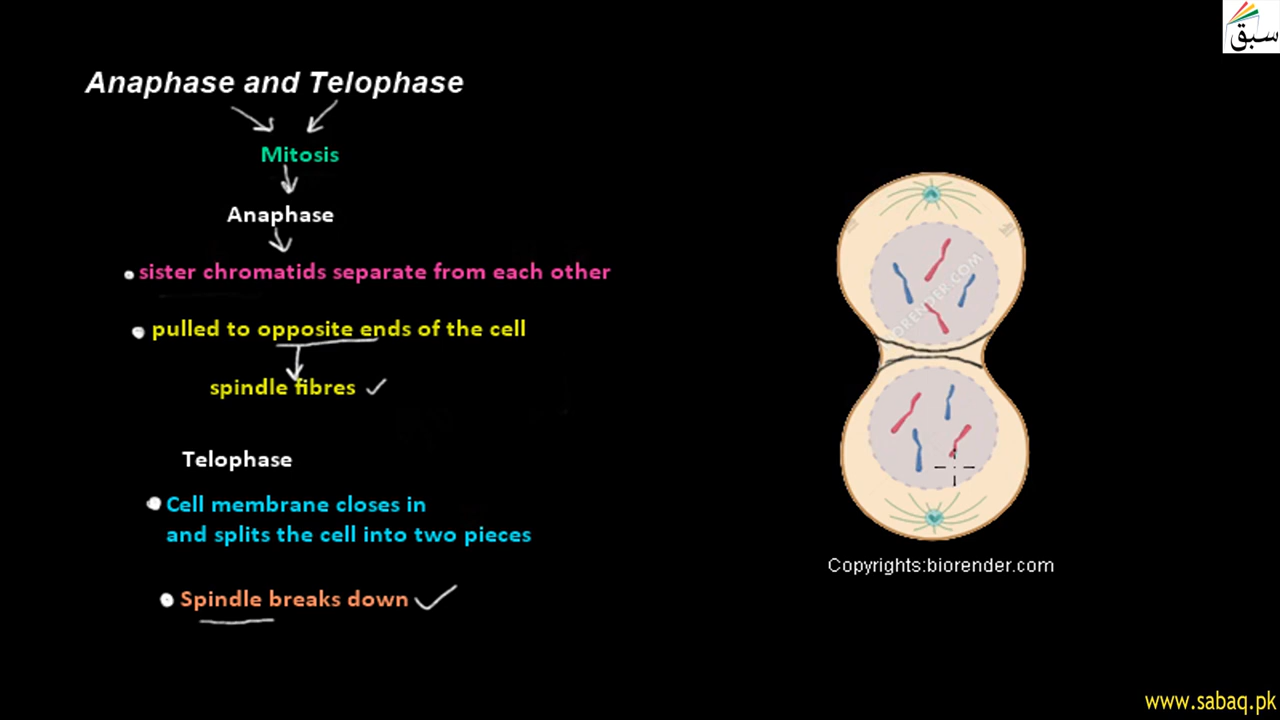 سبق
Anaphase and Telophase
Mitosis
Anaphase
sister chromatids separate from each other
pulled to opposite ends of the cell
spindle fibres
Telophase
Cell membrane closes in
and splits the cell into two pieces
Spindle breaks down
ORENDER.COM
Copyrights:biorender.com
www.sabaq.pk